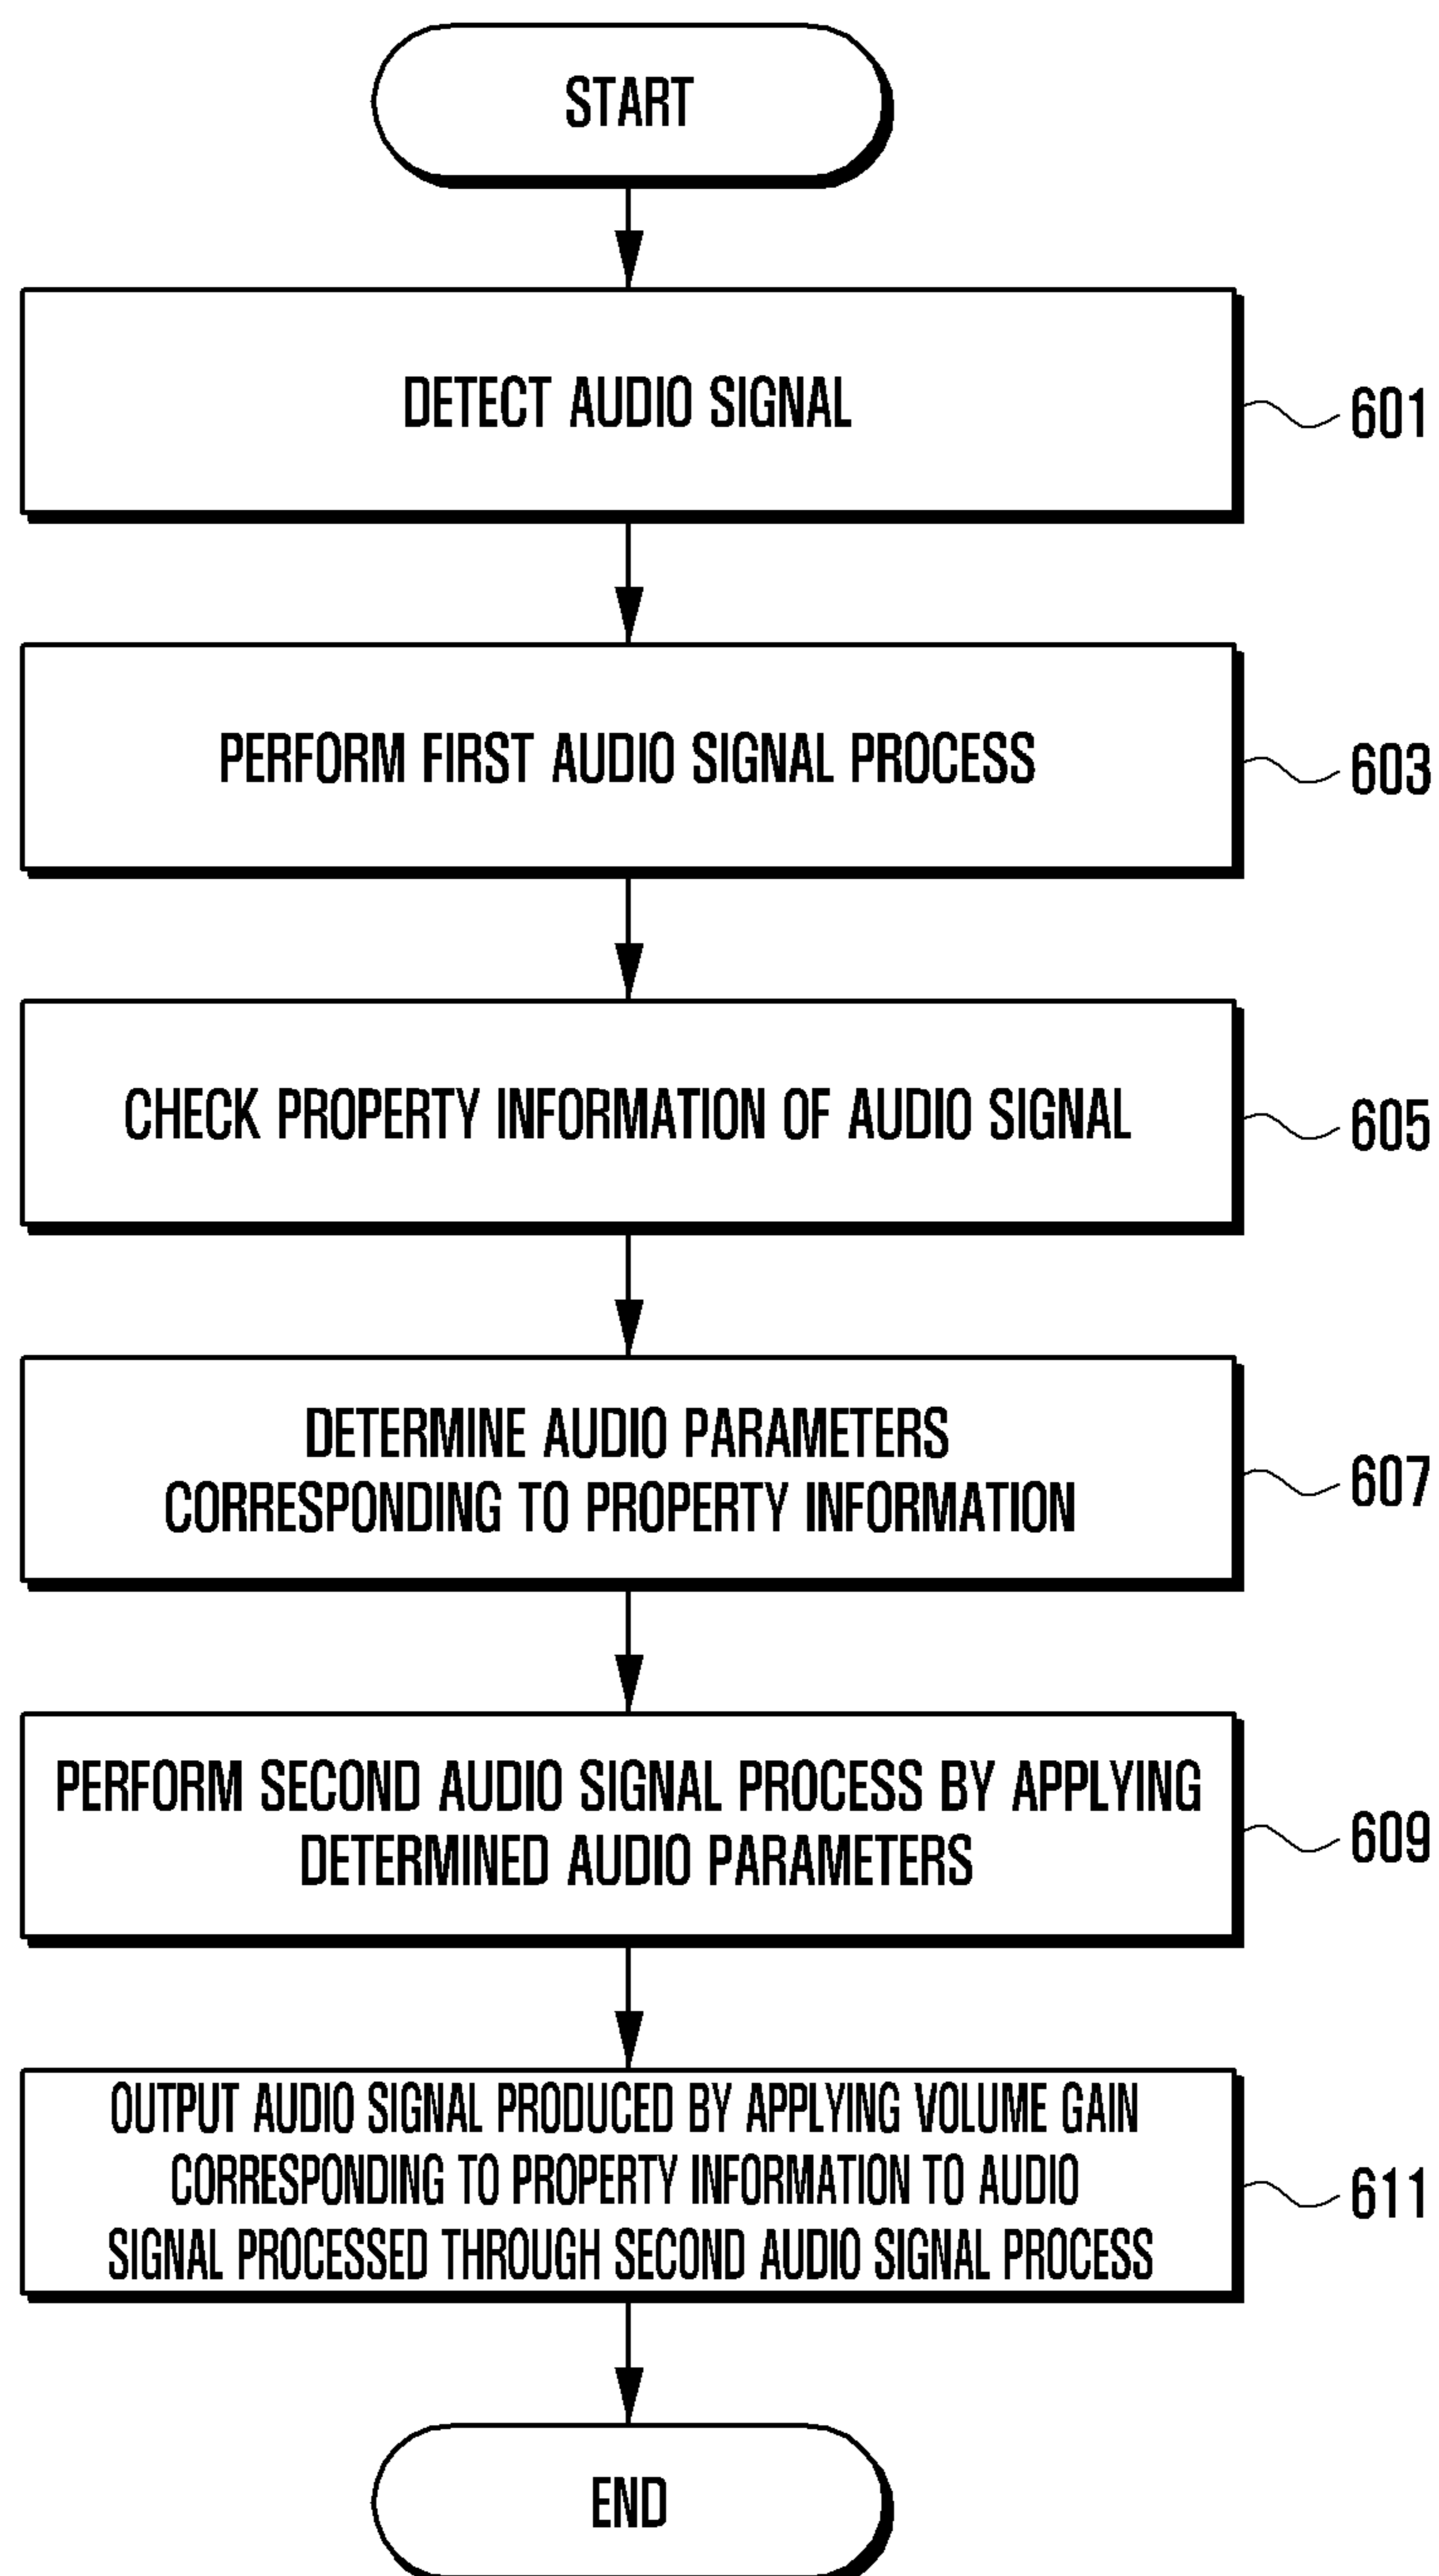 START
DETECT AUDIO SIGNAL
601
PERFORM FIRST AUDIO SIGNAL PROCESS
603
CHECK PROPERTY INFORMATION OF AUDIO SIGNAL
605
DETERMINE AUDIO PARAMETERS
CORRESPONDING TO PROPERTY INFORMATION
607
PERFORM SECOND AUDIO SIGNAL PROCESS BY APPLYING
DETERMINED AUDIO PARAMETERS
609
OUTPUT AUDIO SIGNAL PRODUCED BY APPLYING VOLUME GAIN
CORRESPONDING TO PROPERTY INFORMATION TO AUDIO
SIGNAL PROCESSED THROUGH SECOND AUDIO SIGNAL PROCESS
611
END